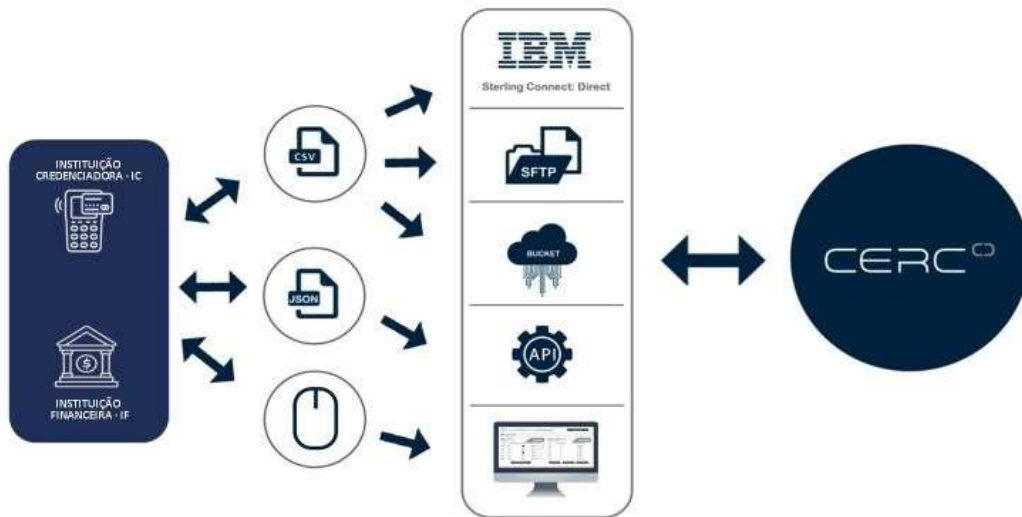 INSTITUIÇÃO
CREDENCIADORA - IC
INSTITUIÇÃO
FINANCEIRA - IF
CSV
JSON
IBM
Sterling Connect: Direct
SFTP
BUCKET
API
CERC